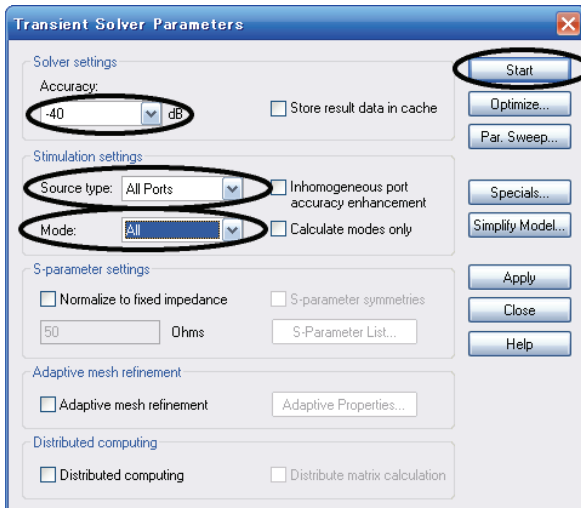 Transient Solver Parameters
Solver settings
Accuracy:
-40 dB
Store result data in cache
Stimulation settings
Source type: All Ports
Inhomogeneous port accuracy enhancement
Mode: All
Calculate modes only
S-parameter settings
Normalize to fixed impedance
S-parameter symmetries
50 Ohms
S-Parameter List...
Adaptive mesh refinement
Adaptive mesh refinement
Adaptive Properties...
Distributed computing
Distributed computing
Distribute matrix calculation
Start
Optimize...
Par. Sweep...
Specials...
Simplify Model...
Apply
Close
Help